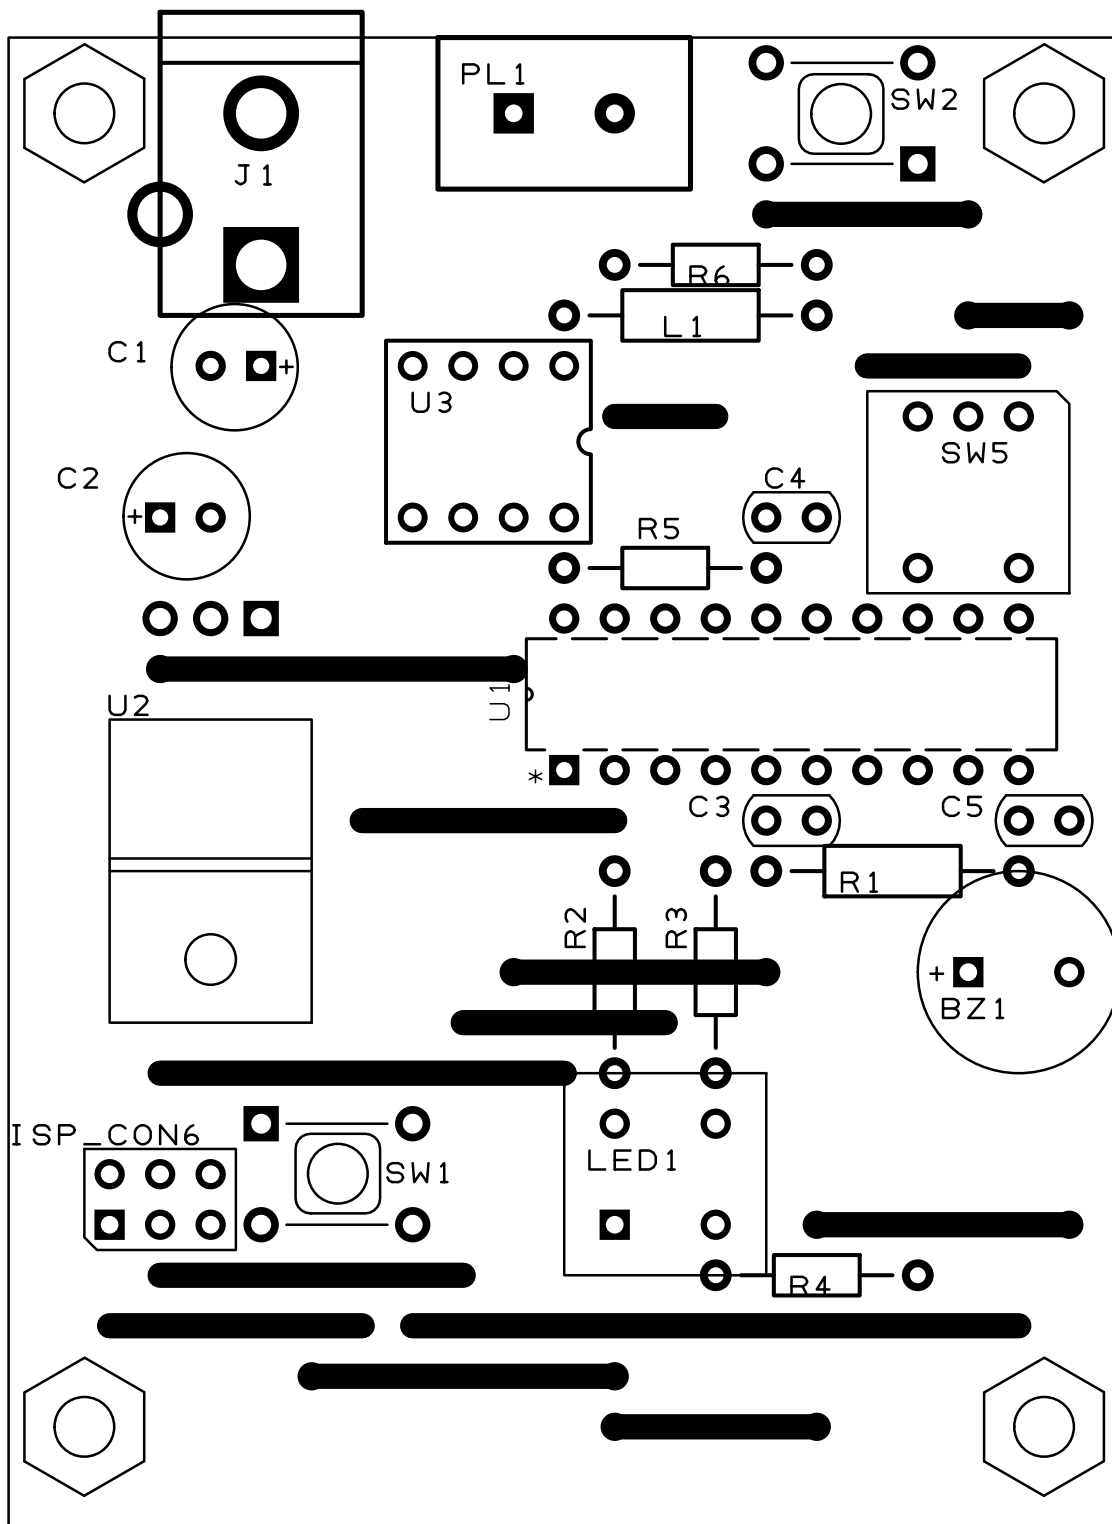 PL1
SW2
J1
R6
L1
C1
+
U3
SW5
C2
C4
+
R5
U1
U2
*
C3
C5
R1
R2
R3
+
BZ1
ISP_CON6
LED1
SW1
R4